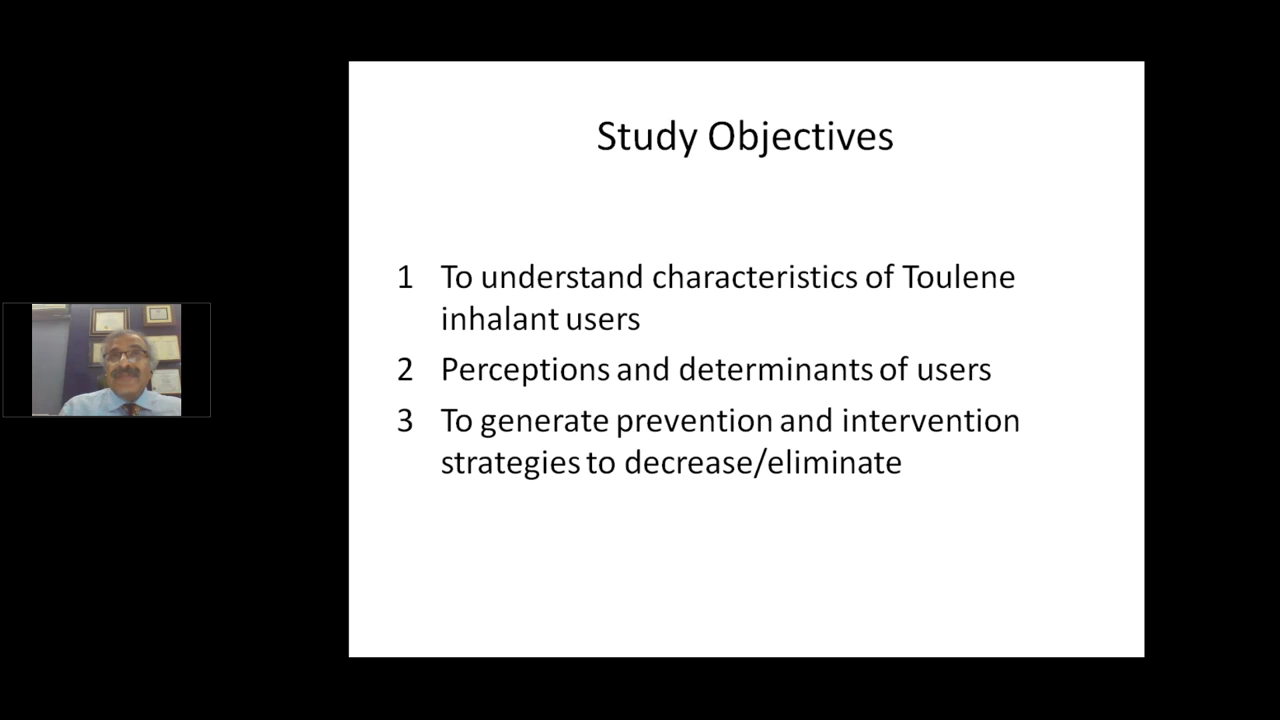 Study Objectives
1 To understand characteristics of Toulene
inhalant users
2 Perceptions and determinants of users
3 To generate prevention and intervention
strategies to decrease/eliminate